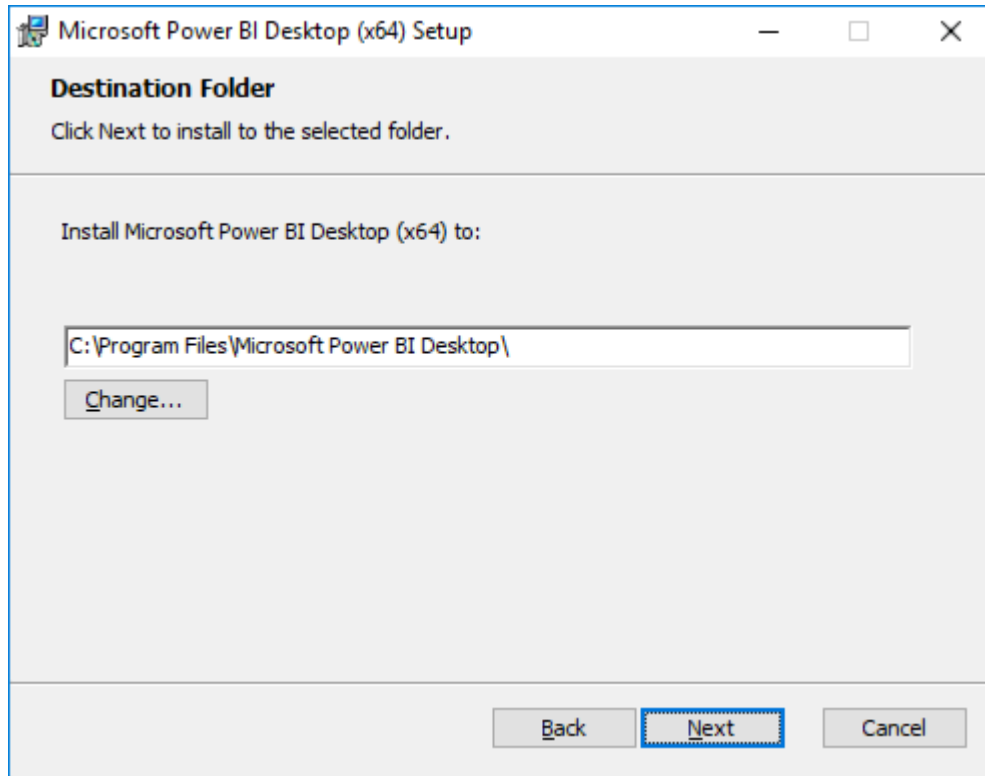 Microsoft Power BI Desktop (x64) Setup
Destination Folder
Click Next to install to the selected folder.
Install Microsoft Power BI Desktop (x64) to:
C:\Program Files\Microsoft Power BI Desktop\
Change...
Back Next Cancel